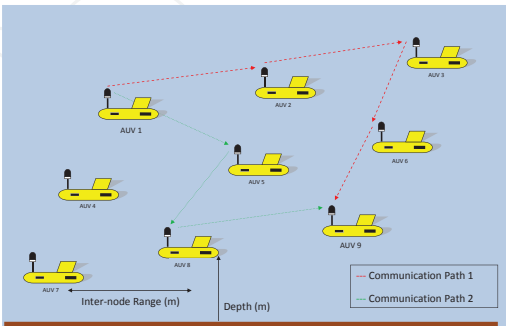 AUV 3
AUV 2
AUV 1
AUV 6
AUV 5
AUV 4
AUV 9
AUV 8
AUV 7
Inter-node Range (m)
Depth (m)
Communication Path 1
Communication Path 2